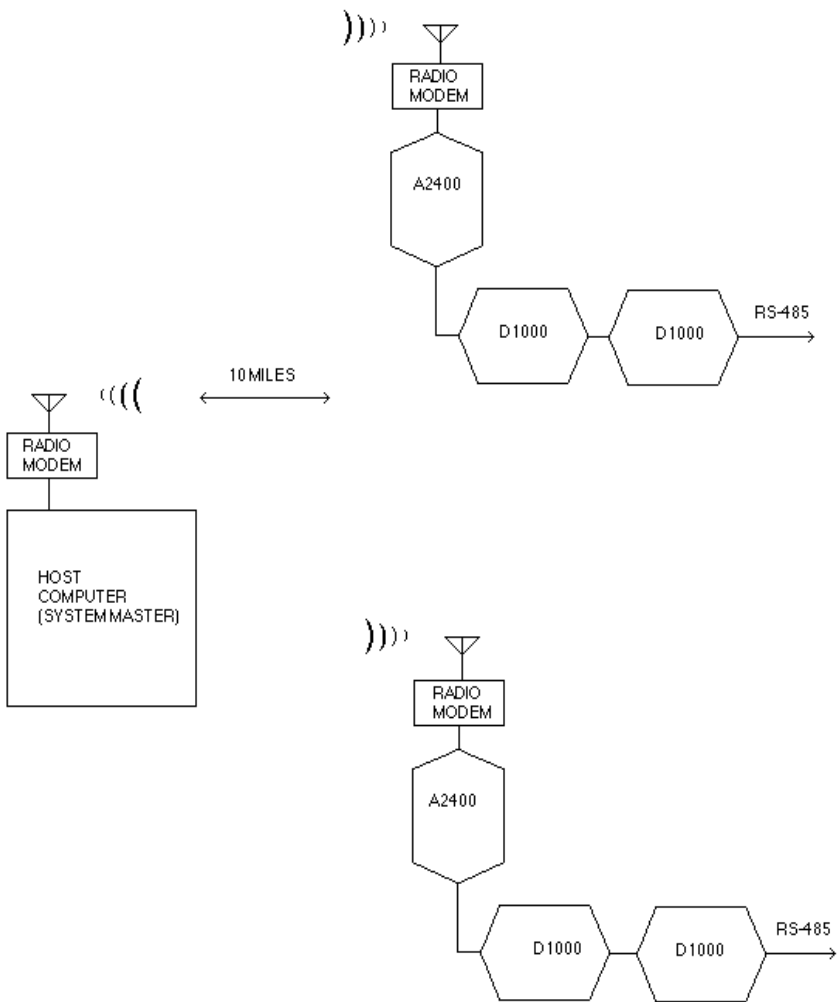 RADIO
MODEM
A2400
D1000
D1000
RS-485
10 MILES
RADIO
MODEM
HOST
COMPUTER
(SYSTEM MASTER)
RADIO
MODEM
A2400
D1000
D1000
RS-485